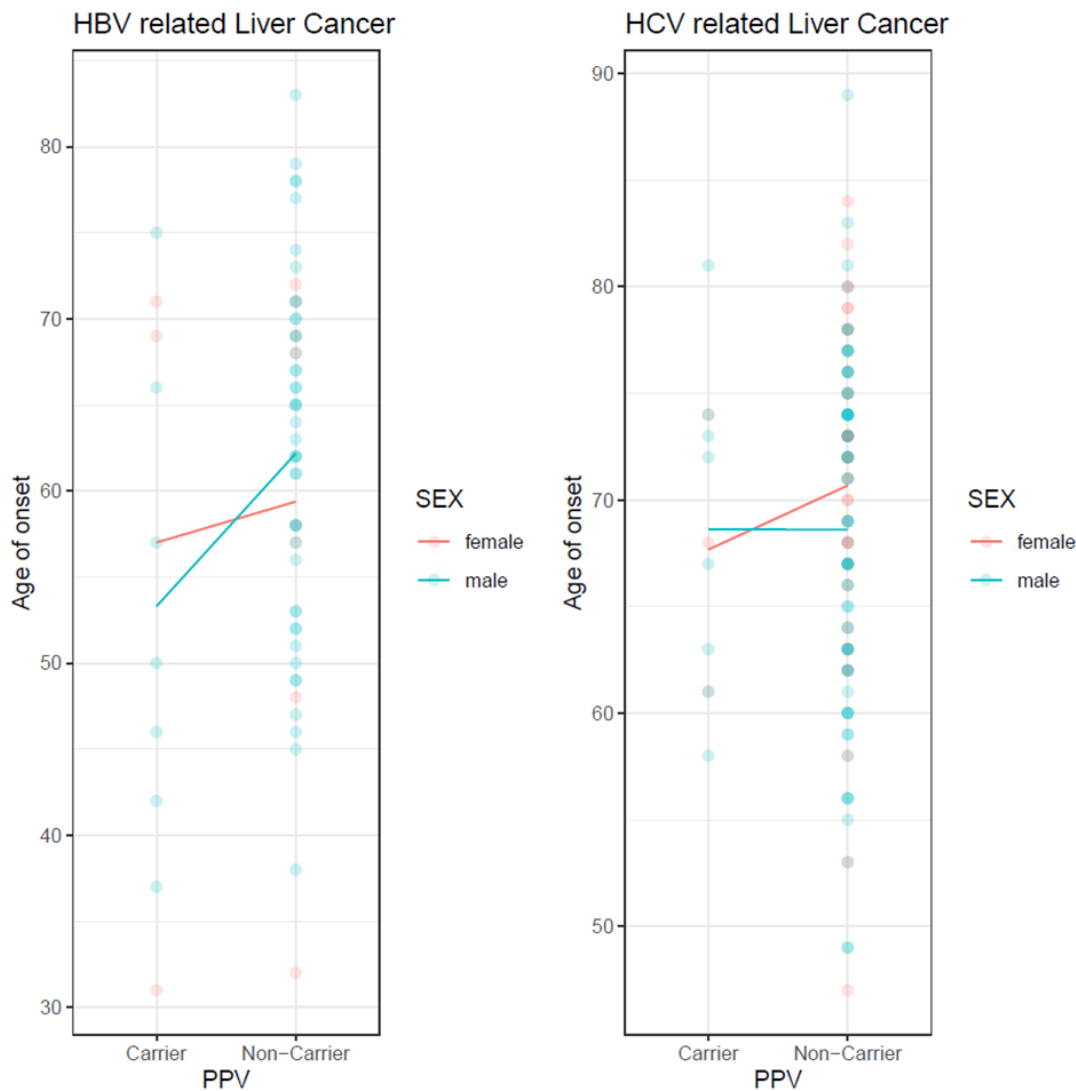 HBV related Liver Cancer
80
70
60
50
40
30
Age of onset
Carrier
Non-Carrier
PPV
SEX
female
male
HCV related Liver Cancer
90
80
70
60
50
Age of onset
Carrier
Non-Carrier
PPV
SEX
female
male